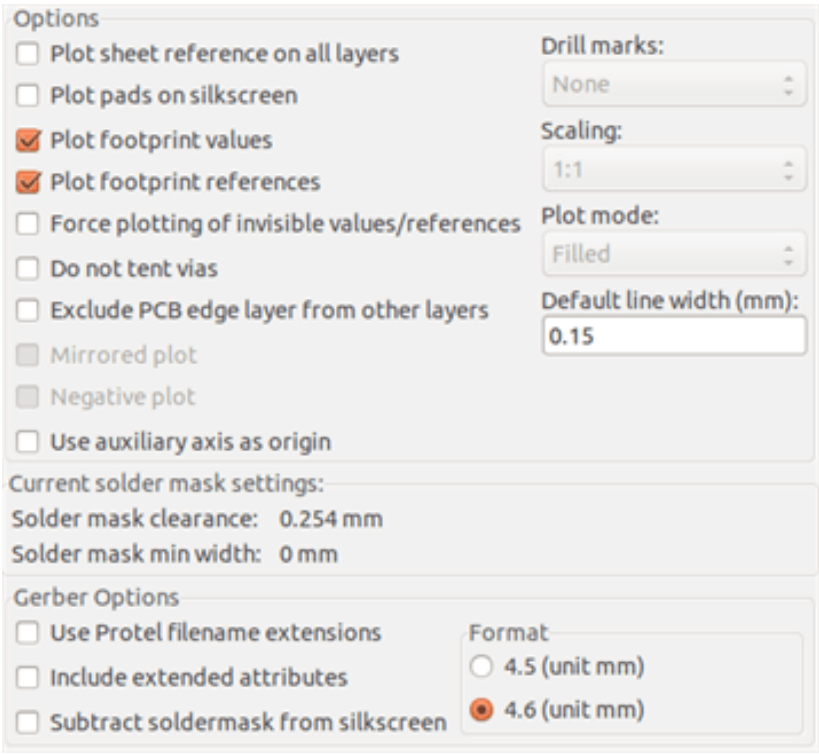 Options
Plot sheet reference on all layers
Plot pads on silkscreen
Plot footprint values
Plot footprint references
Force plotting of invisible values/references
Do not tent vias
Exclude PCB edge layer from other layers
Mirrored plot
Negative plot
Use auxiliary axis as origin
Drill marks:
None
Scaling:
1:1
Plot mode:
Filled
Default line width (mm):
0.15
Current solder mask settings:
Solder mask clearance: 0.254 mm
Solder mask min width: 0 mm
Gerber Options
Use Protel filename extensions
Include extended attributes
Subtract soldermask from silkscreen
Format
4.5 (unit mm)
4.6 (unit mm)